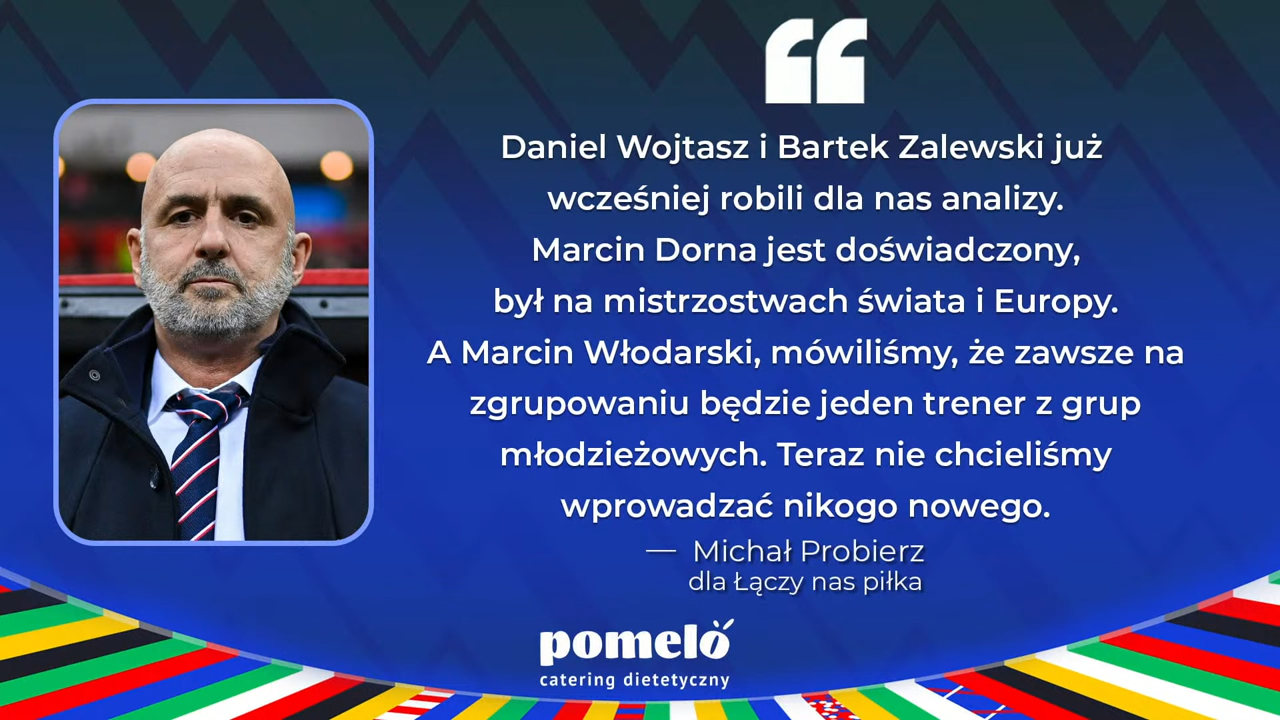 Daniel Wojtasz i Bartek Zalewski już
wcześniej robili dla nas analizy.
Marcin Dorna jest doświadczony,
był na mistrzostwach świata i Europy.
A Marcin Włodarski, mówiliśmy, że zawsze na
zgrupowaniu będzie jeden trener z grup
młodzieżowych. Teraz nie chcieliśmy
wprowadzać nikogo nowego.
— Michał Probierz
dla Łączy nas piłka
pomelo
catering dietetyczny